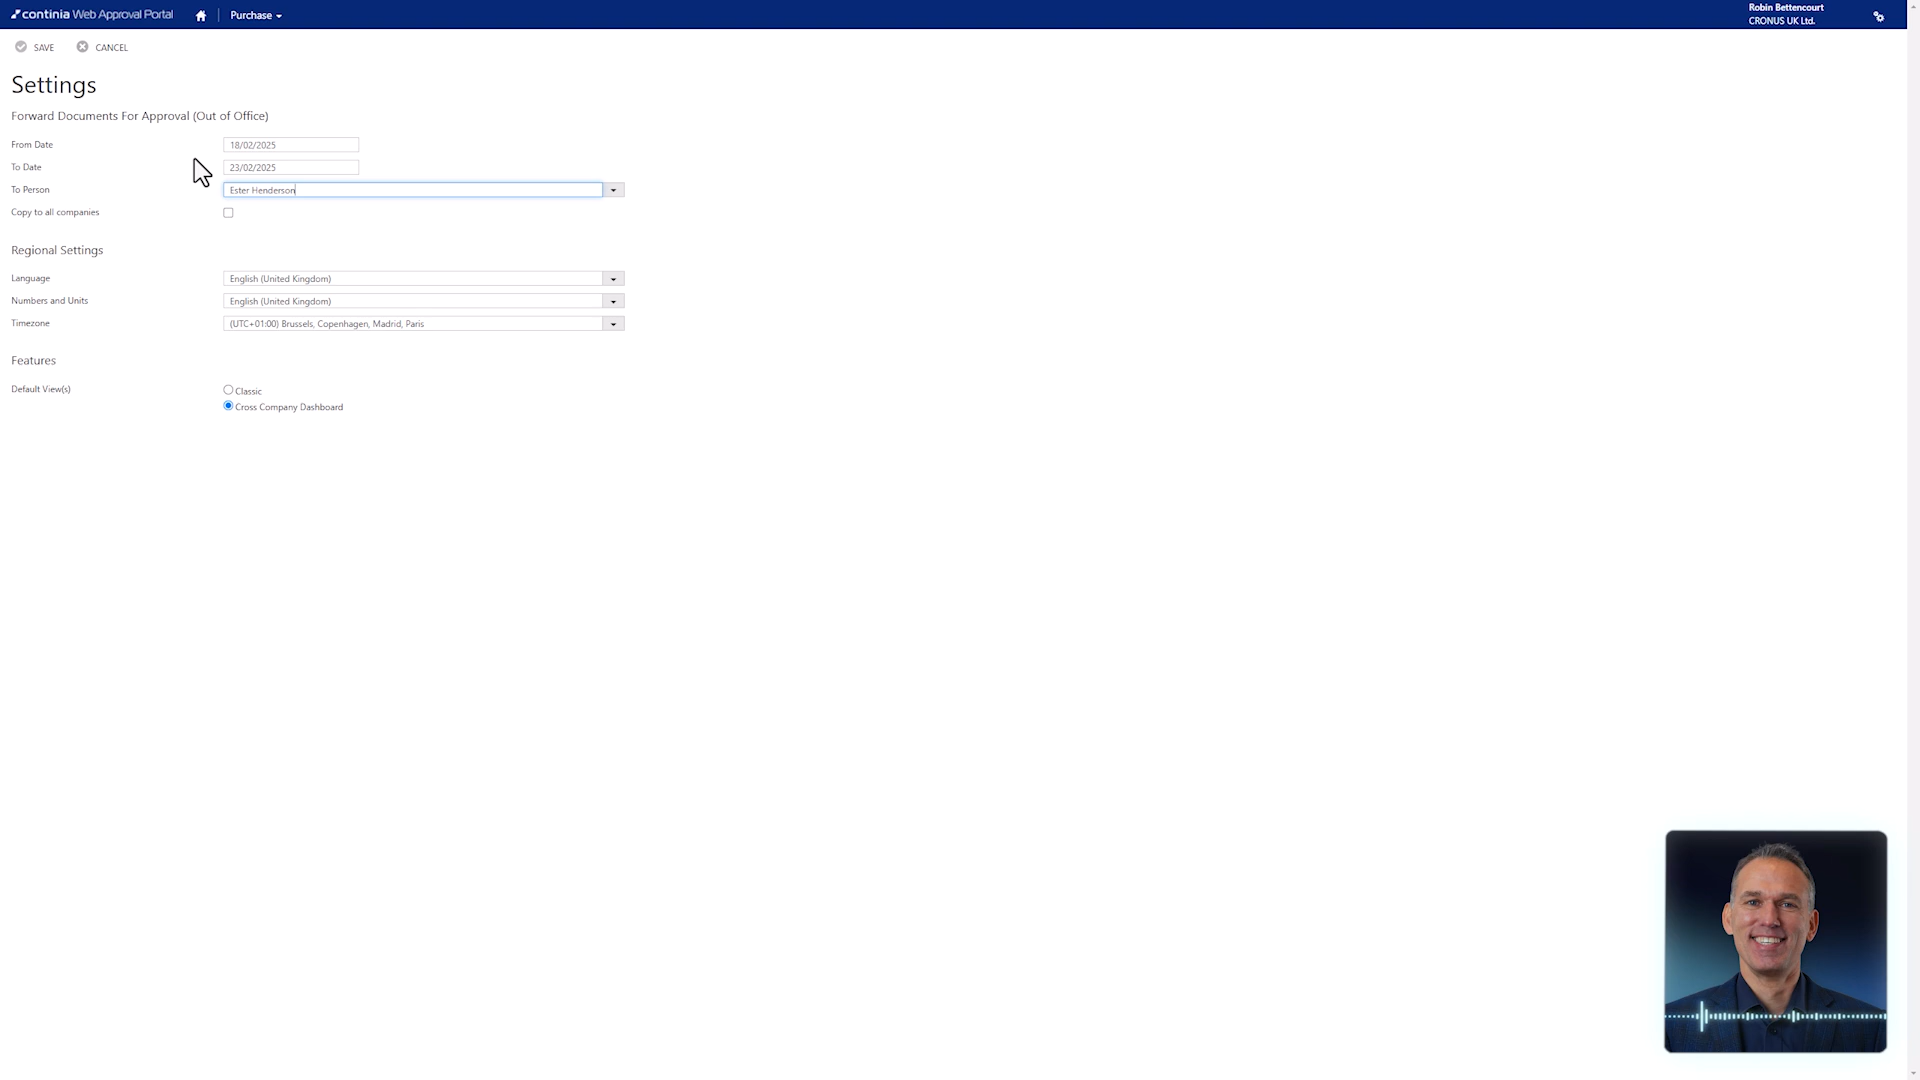 continia Web Approval Portal
Purchase
Robin Bettencourt
CRONUS UK Ltd.
SAVE
CANCEL
Settings
Forward Documents For Approval (Out of Office)
From Date
18/02/2025
To Date
23/02/2025
To Person
Ester Henderson
Copy to all companies
Regional Settings
Language
English (United Kingdom)
Numbers and Units
English (United Kingdom)
Timezone
(UTC+01:00) Brussels, Copenhagen, Madrid, Paris
Features
Default View(s)
Classic
Cross Company Dashboard